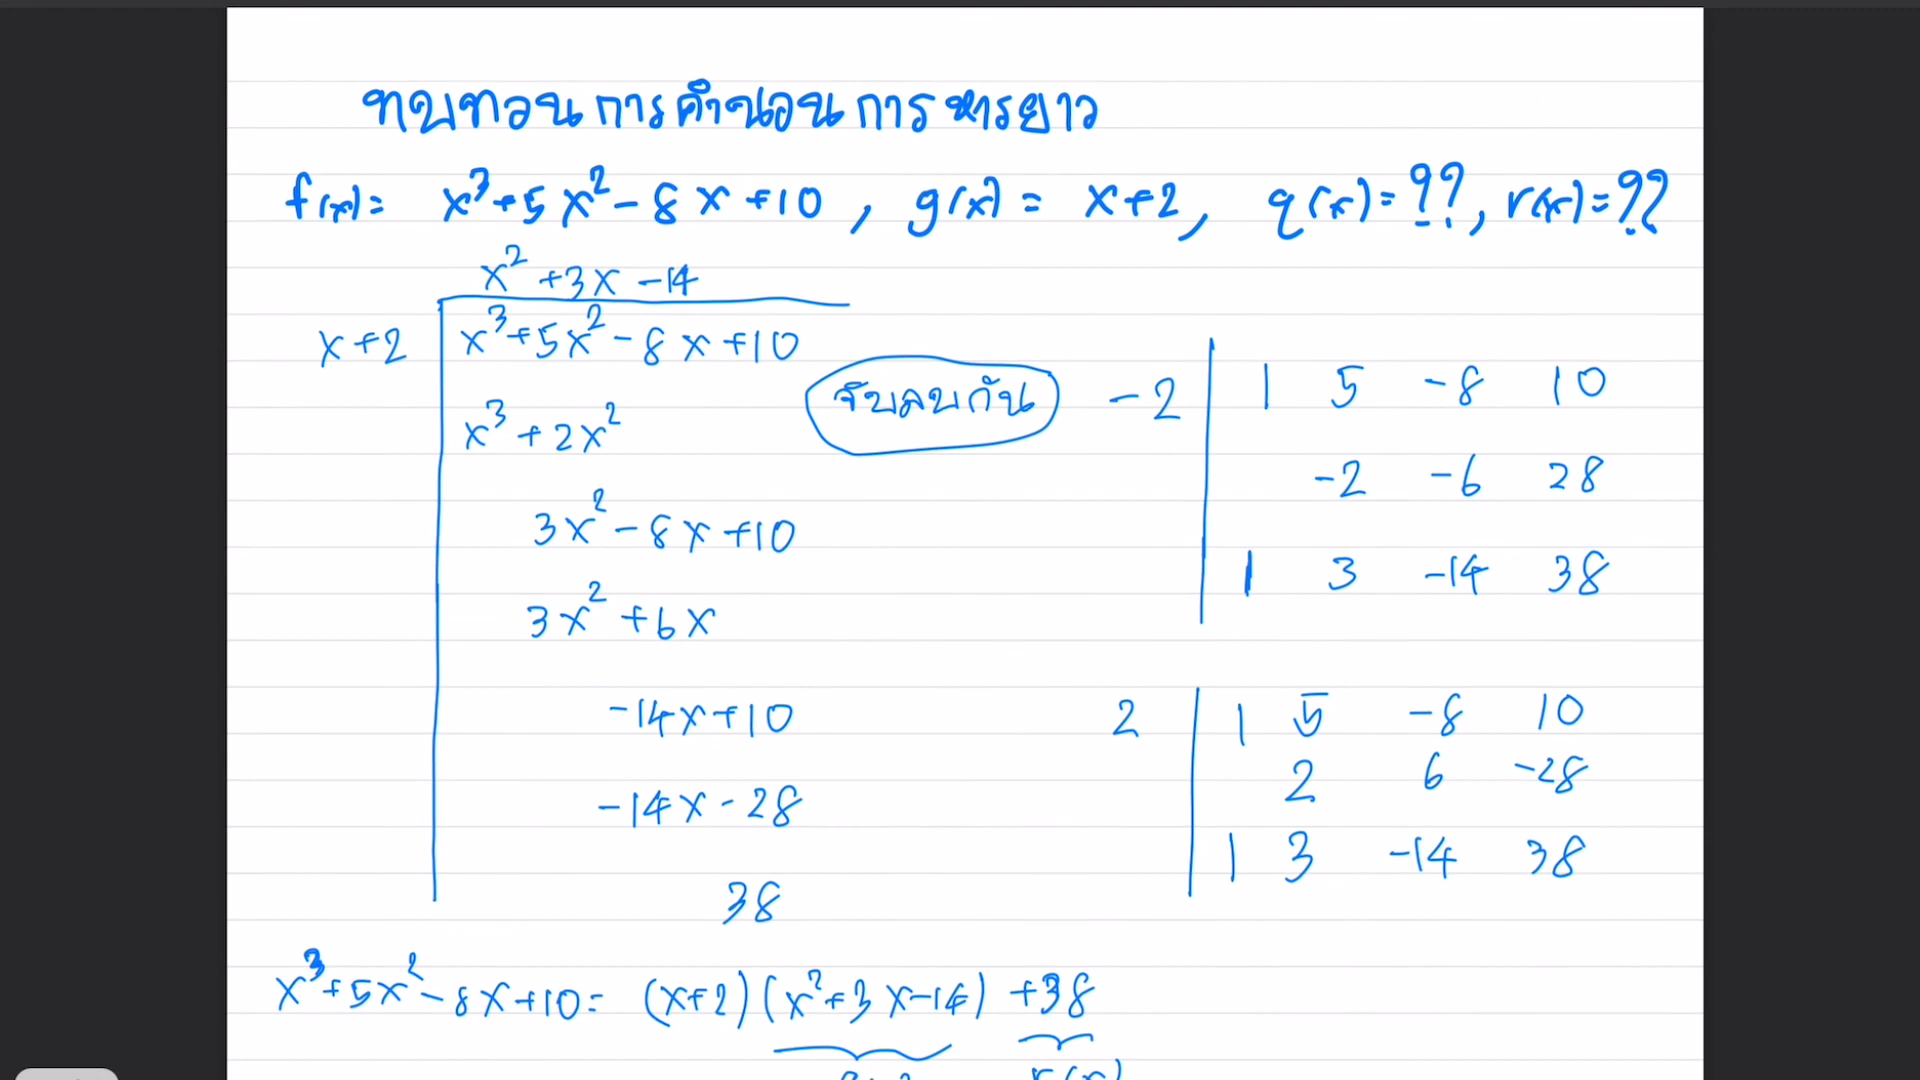 ทบทวนการคำนวนการหารยาว
f(x)= x³+5x²-8x+10 , g(x) = x+2, q(x)=??, r(x)=??
x² +3x -14
x+2 x³+5x²-8x+10
x³+2x²
จับลบกัน
3x²-8x+10
3x²+6x
-14x+10
-14x-28
38
-2 | 1 5 -8 10
-2 -6 28
1 3 -14 38
2 | 1 5 -8 10
2 6 -28
1 3 -14 38
x³+5x²-8x+10= (x+2)(x²+3x-14) +38
r(x)